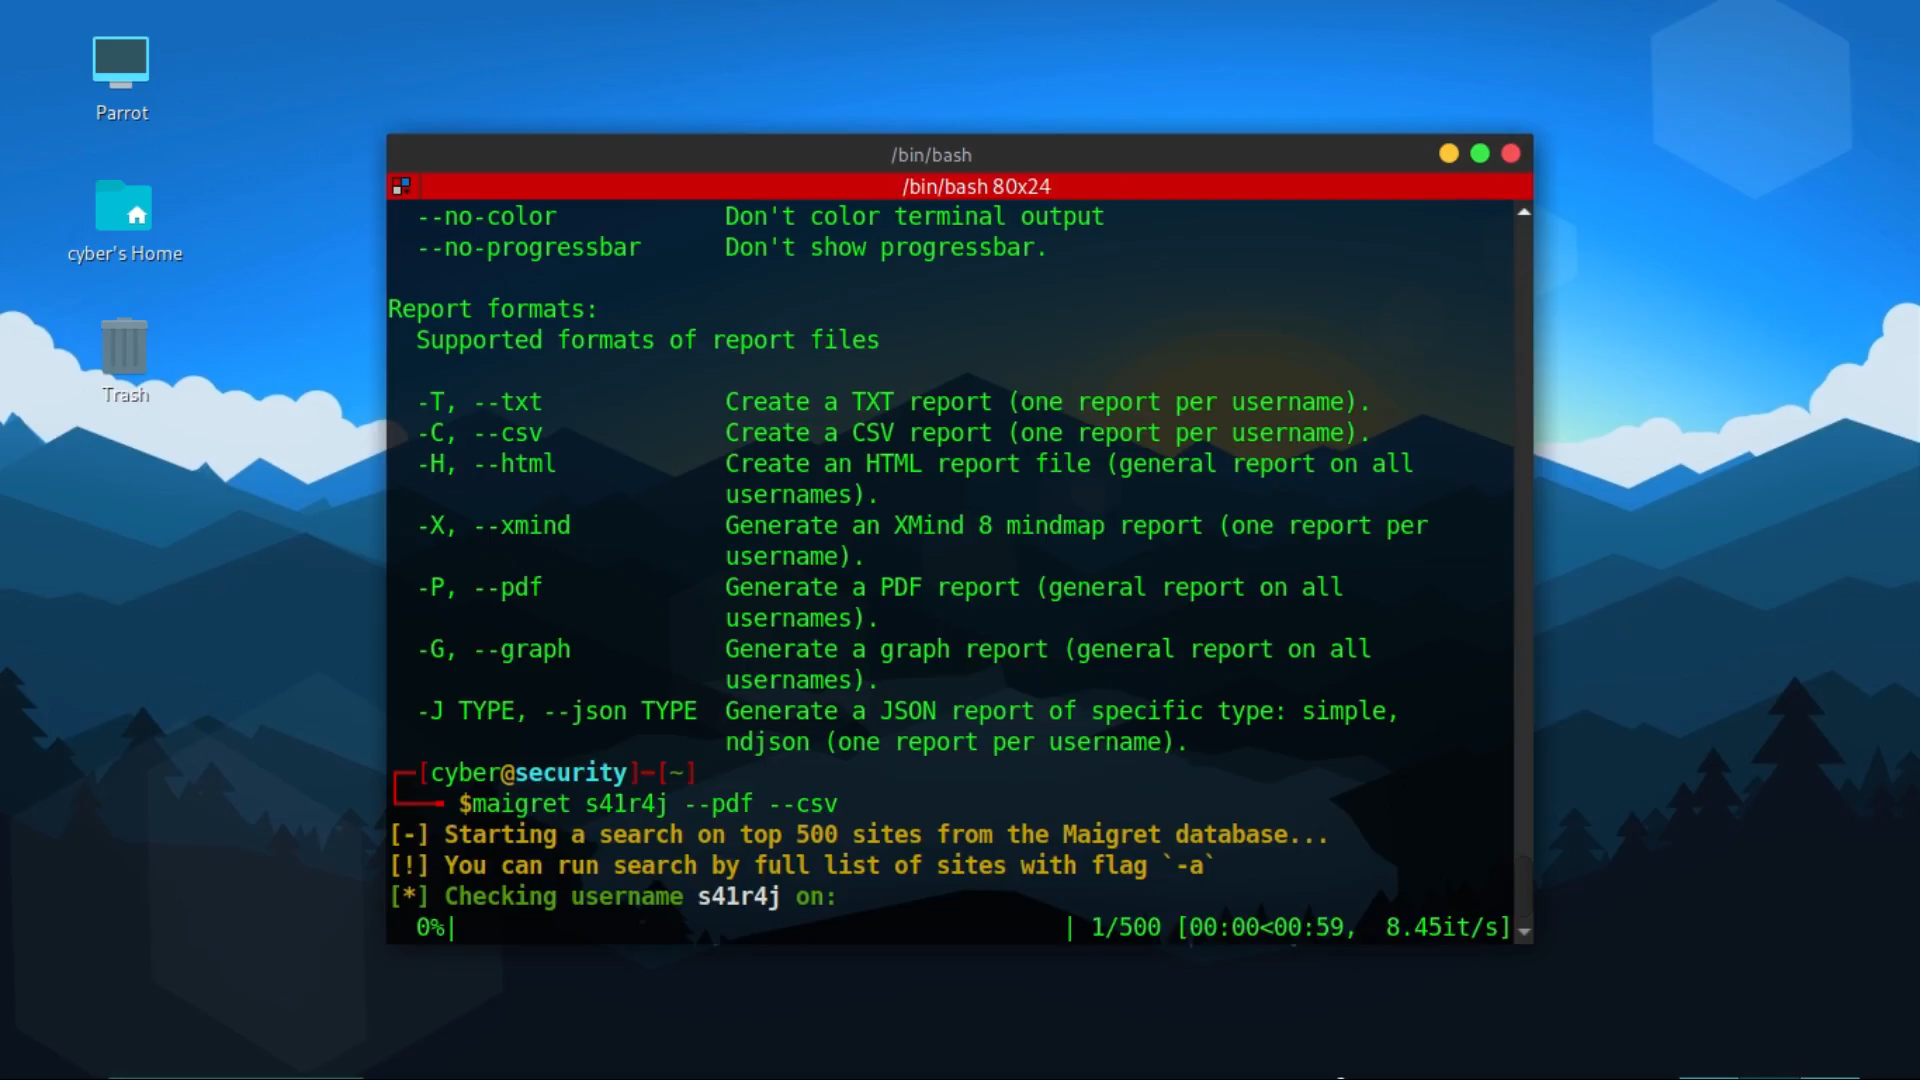 Parrot
cyber's Home
Trash
/bin/bash
/bin/bash 80x24
--no-color Don't color terminal output
--no-progressbar Don't show progressbar.
Report formats:
Supported formats of report files
-T, --txt Create a TXT report (one report per username).
-C, --csv Create a CSV report (one report per username).
-H, --html Create an HTML report file (general report on all
usernames).
-X, --xmind Generate an XMind 8 mindmap report (one report per
username).
-P, --pdf Generate a PDF report (general report on all
usernames).
-G, --graph Generate a graph report (general report on all
usernames).
-J TYPE, --json TYPE Generate a JSON report of specific type: simple,
ndjson (one report per username).
┌─[cyber@security]─[~]
└──╼ $maigret s41r4j --pdf --csv
[-] Starting a search on top 500 sites from the Maigret database...
[!] You can run search by full list of sites with flag `-a`
[*] Checking username s41r4j on:
0%| | 1/500 [00:00<00:59, 8.45it/s]